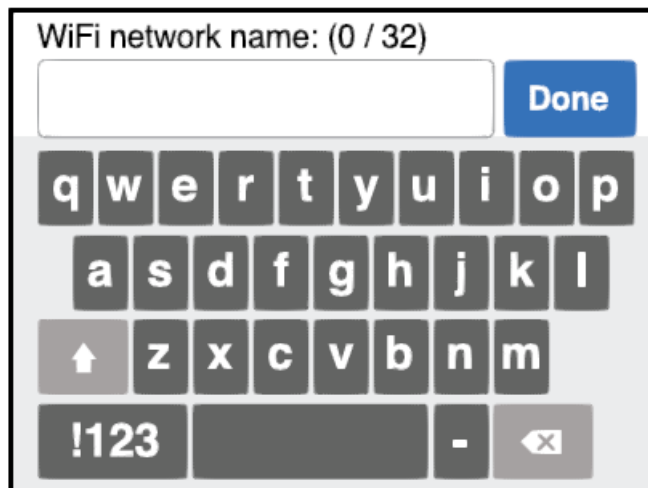 WiFi network name: (0 / 32)
Done
q w e r t y u i o p
a s d f g h j k l
z x c v b n m
!123 -